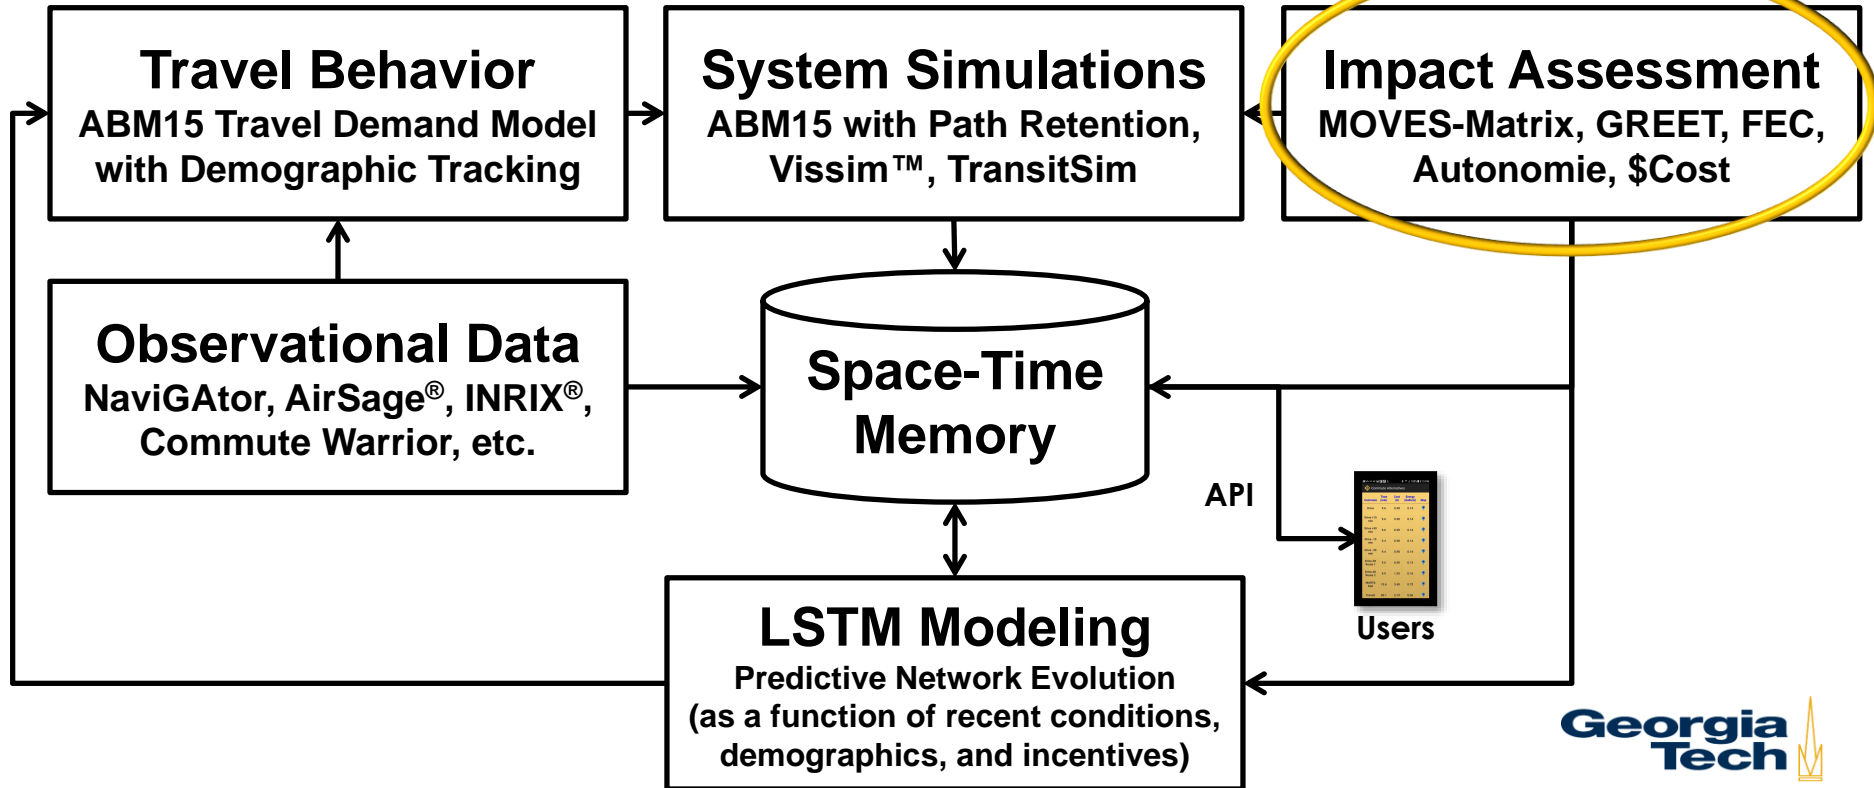 Travel Behavior
ABM15 Travel Demand Model
with Demographic Tracking
System Simulations
ABM15 with Path Retention,
Vissim™, TransitSim
Impact Assessment
MOVES-Matrix, GREET, FEC,
Autonomie, $Cost
Observational Data
NaviGAtor, AirSage®, INRIX®,
Commute Warrior, etc.
Space-Time
Memory
API
Users
LSTM Modeling
Predictive Network Evolution
(as a function of recent conditions,
demographics, and incentives)
Georgia
Tech